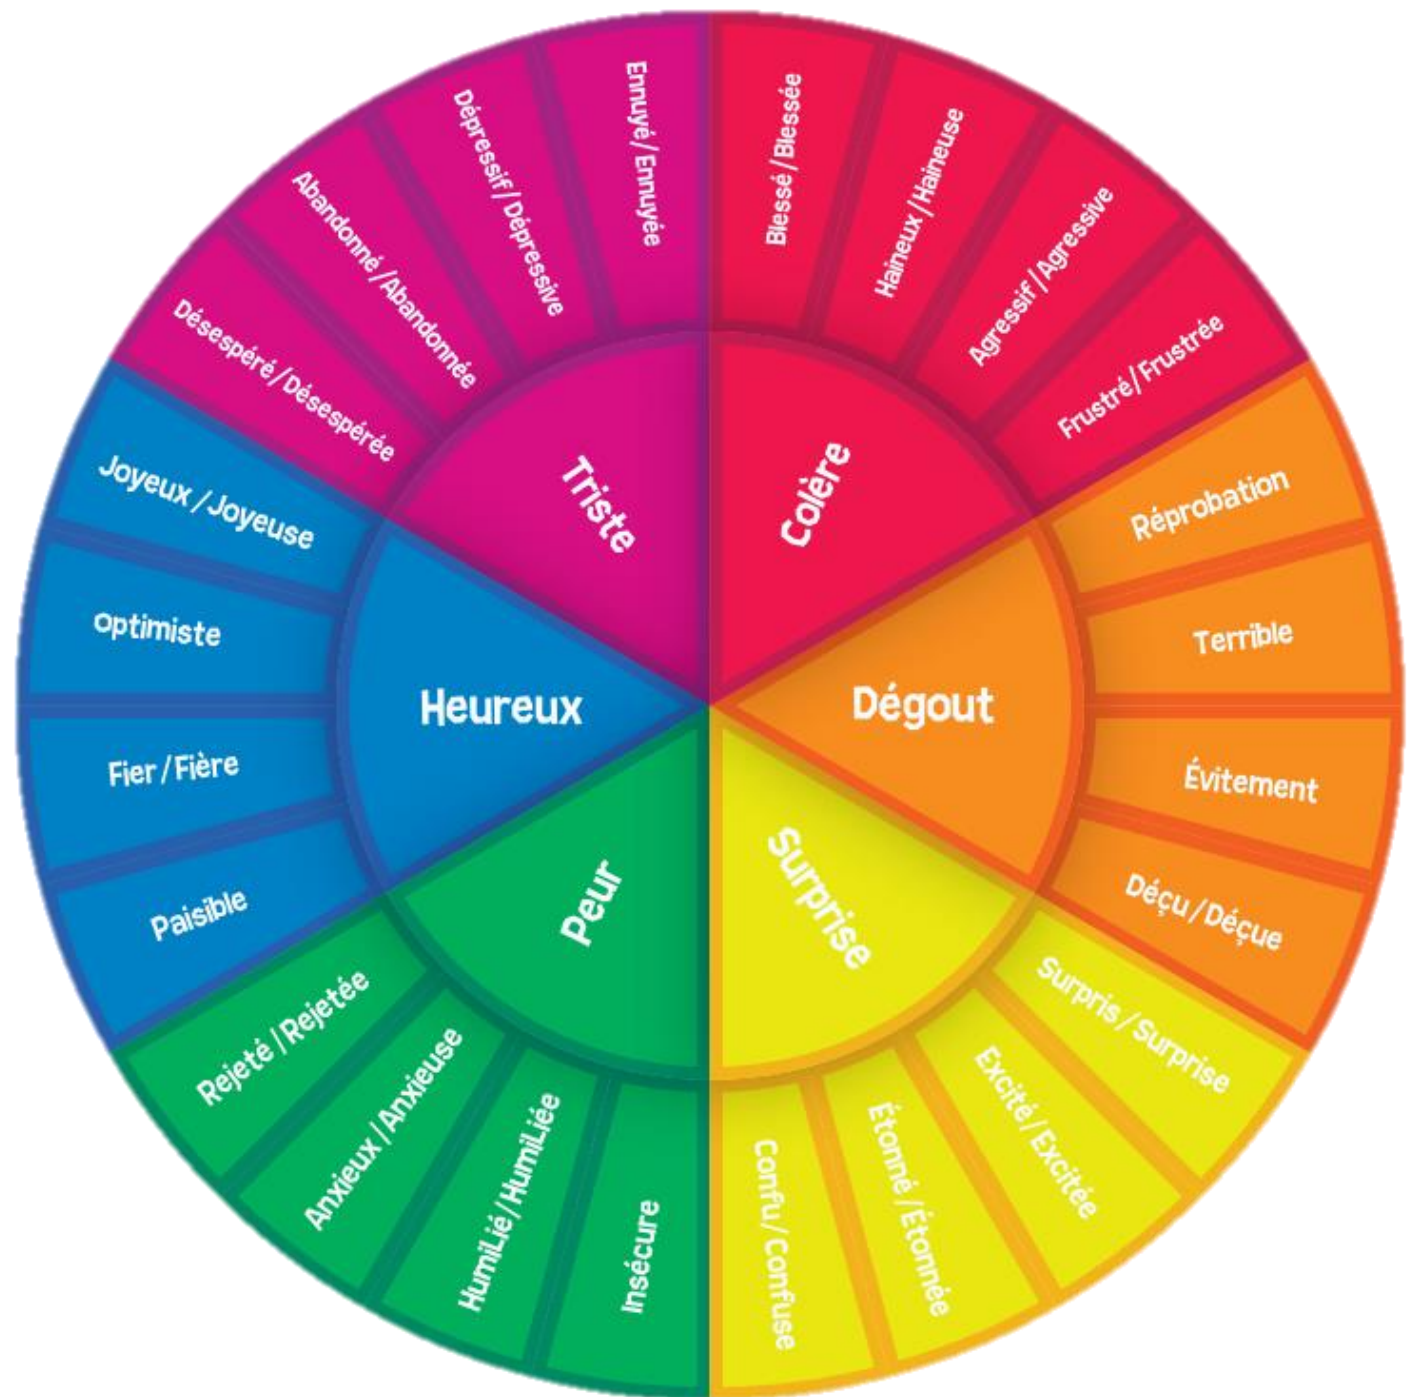 Colère
Blessé / Blessée
Haineux / Haineuse
Agressif / Agressive
Frustré / Frustrée
Dégout
Réprobation
Terrible
Évitement
Déçu / Déçue
Surprise
Surpris / Surprise
Excité / Excitée
Étonné / Étonnée
Confu / Confuse
Peur
Insécure
HumiLié / HumiLiée
Anxieux / Anxieuse
Rejeté / Rejetée
Heureux
Paisible
Fier / Fière
Optimiste
Joyeux / Joyeuse
Triste
Désespéré / Désespérée
Abandonné / Abandonnée
Dépressif / Dépressive
Ennuyé / Ennuyée